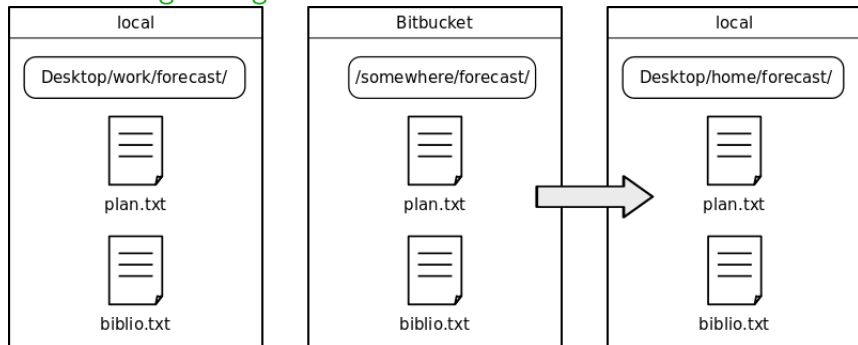 local
Desktop/work/forecast/
plan.txt
biblio.txt
Bitbucket
/somewhere/forecast/
plan.txt
biblio.txt
local
Desktop/home/forecast/
plan.txt
biblio.txt